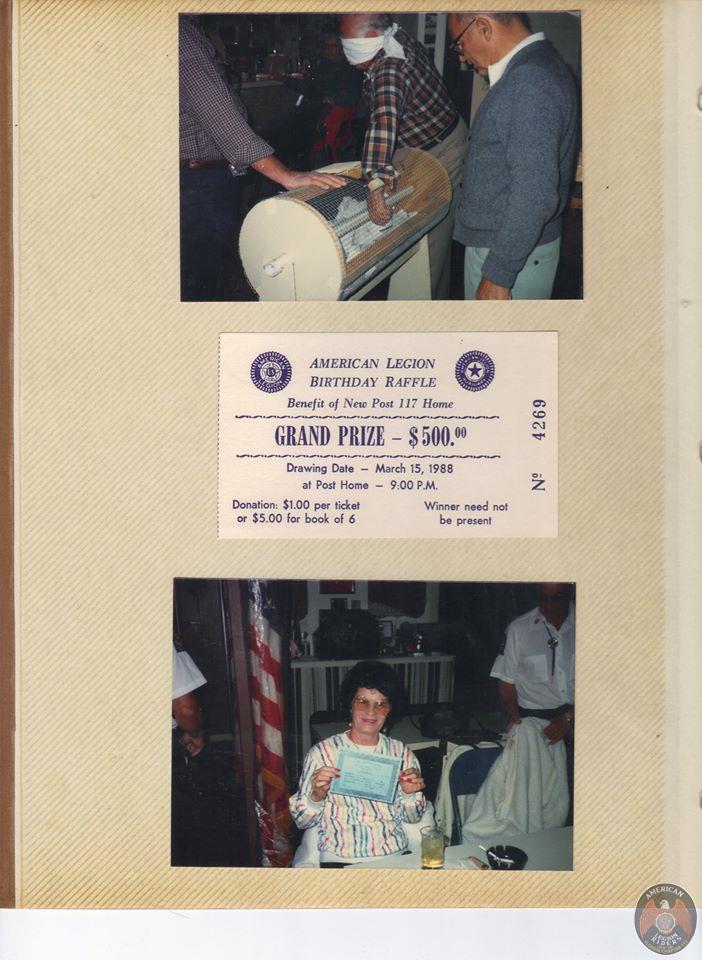 AMERICAN LEGION
BIRTHDAY RAFFLE
Benefit of New Post 117 Home
GRAND PRIZE – $500.00
Drawing Date – March 15, 1988
at Post Home – 9:00 P.M.
Donation: $1.00 per ticket
or $5.00 for book of 6
Winner need not
be present
Nº 4269
AMERICAN
LEGION
RIDERS